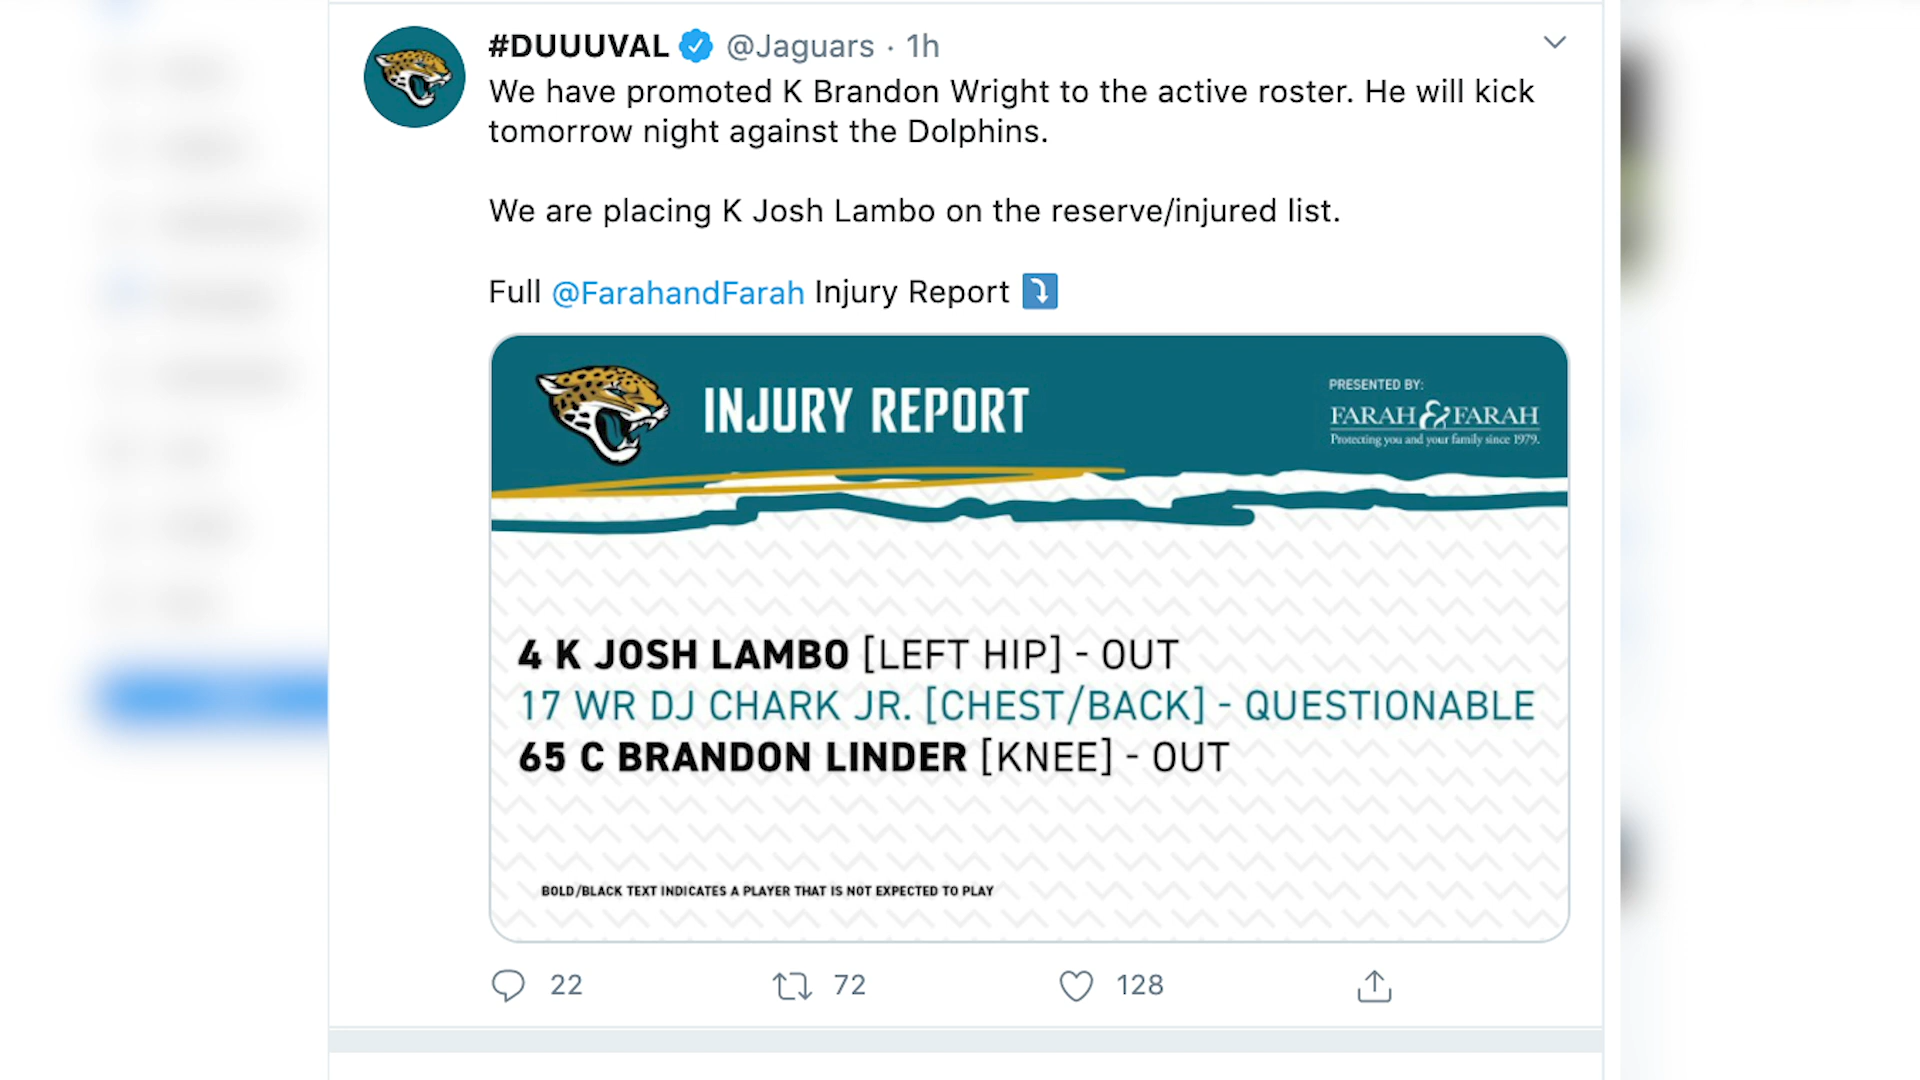 #DUUUVAL @Jaguars · 1h
We have promoted K Brandon Wright to the active roster. He will kick
tomorrow night against the Dolphins.
We are placing K Josh Lambo on the reserve/injured list.
Full @FarahandFarah Injury Report ⤵️
INJURY REPORT
PRESENTED BY:
FARAH & FARAH
Protecting you and your family since 1979.
4 K JOSH LAMBO [LEFT HIP] - OUT
17 WR DJ CHARK JR. [CHEST/BACK] - QUESTIONABLE
65 C BRANDON LINDER [KNEE] - OUT
BOLD/BLACK TEXT INDICATES A PLAYER THAT IS NOT EXPECTED TO PLAY
22 72 128